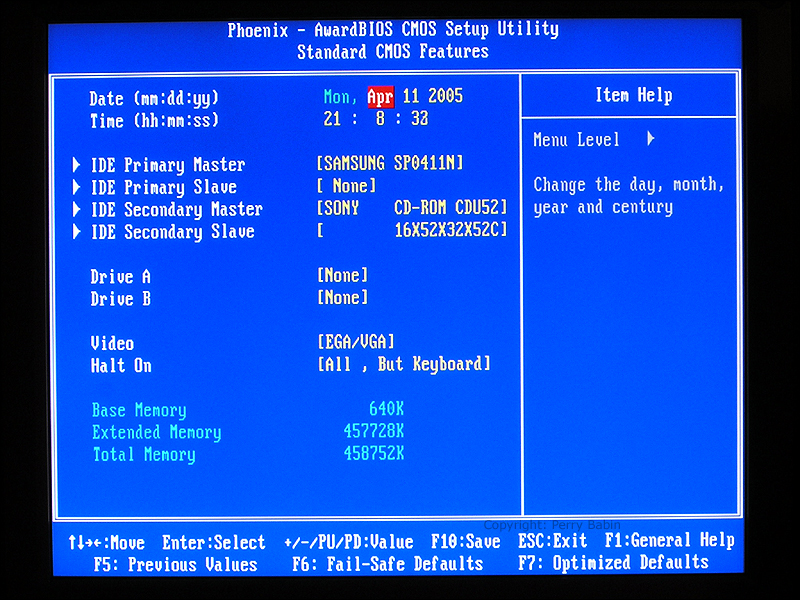 Phoenix - AwardBIOS CMOS Setup Utility
Standard CMOS Features
Date (mm:dd:yy) Mon, Apr 11 2005
Time (hh:mm:ss) 21 : 8 : 33
Item Help
Menu Level
Change the day, month,
year and century
IDE Primary Master [SAMSUNG SP0411N]
IDE Primary Slave [ None]
IDE Secondary Master [SONY CD-ROM CDU52]
IDE Secondary Slave [ 16X52X32X52C]
Drive A [None]
Drive B [None]
Video [EGA/VGA]
Halt On [All , But Keyboard]
Base Memory 640K
Extended Memory 457728K
Total Memory 458752K
Copyright: Perry Babin
↑↓→←:Move Enter:Select +/-/PU/PD:Value F10:Save ESC:Exit F1:General Help
F5: Previous Values F6: Fail-Safe Defaults F7: Optimized Defaults